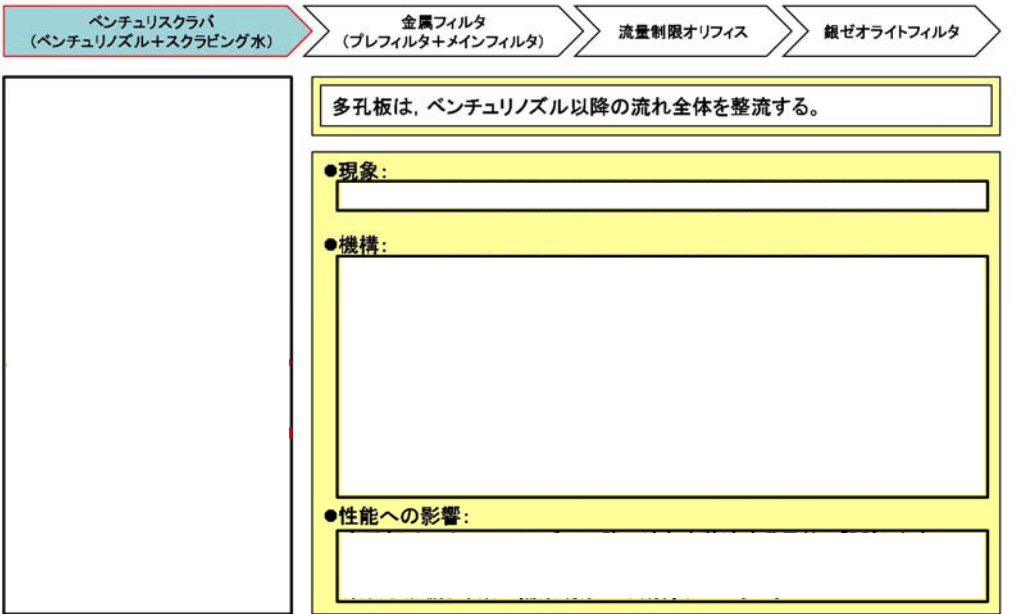 ベンチュリスクラバ
(ベンチュリノズル+スクラビング水)
金属フィルタ
(プレフィルタ+メインフィルタ)
流量制限オリフィス
銀ゼオライトフィルタ
多孔板は,ベンチュリノズル以降の流れ全体を整流する。
●現象:
●機構:
●性能への影響: